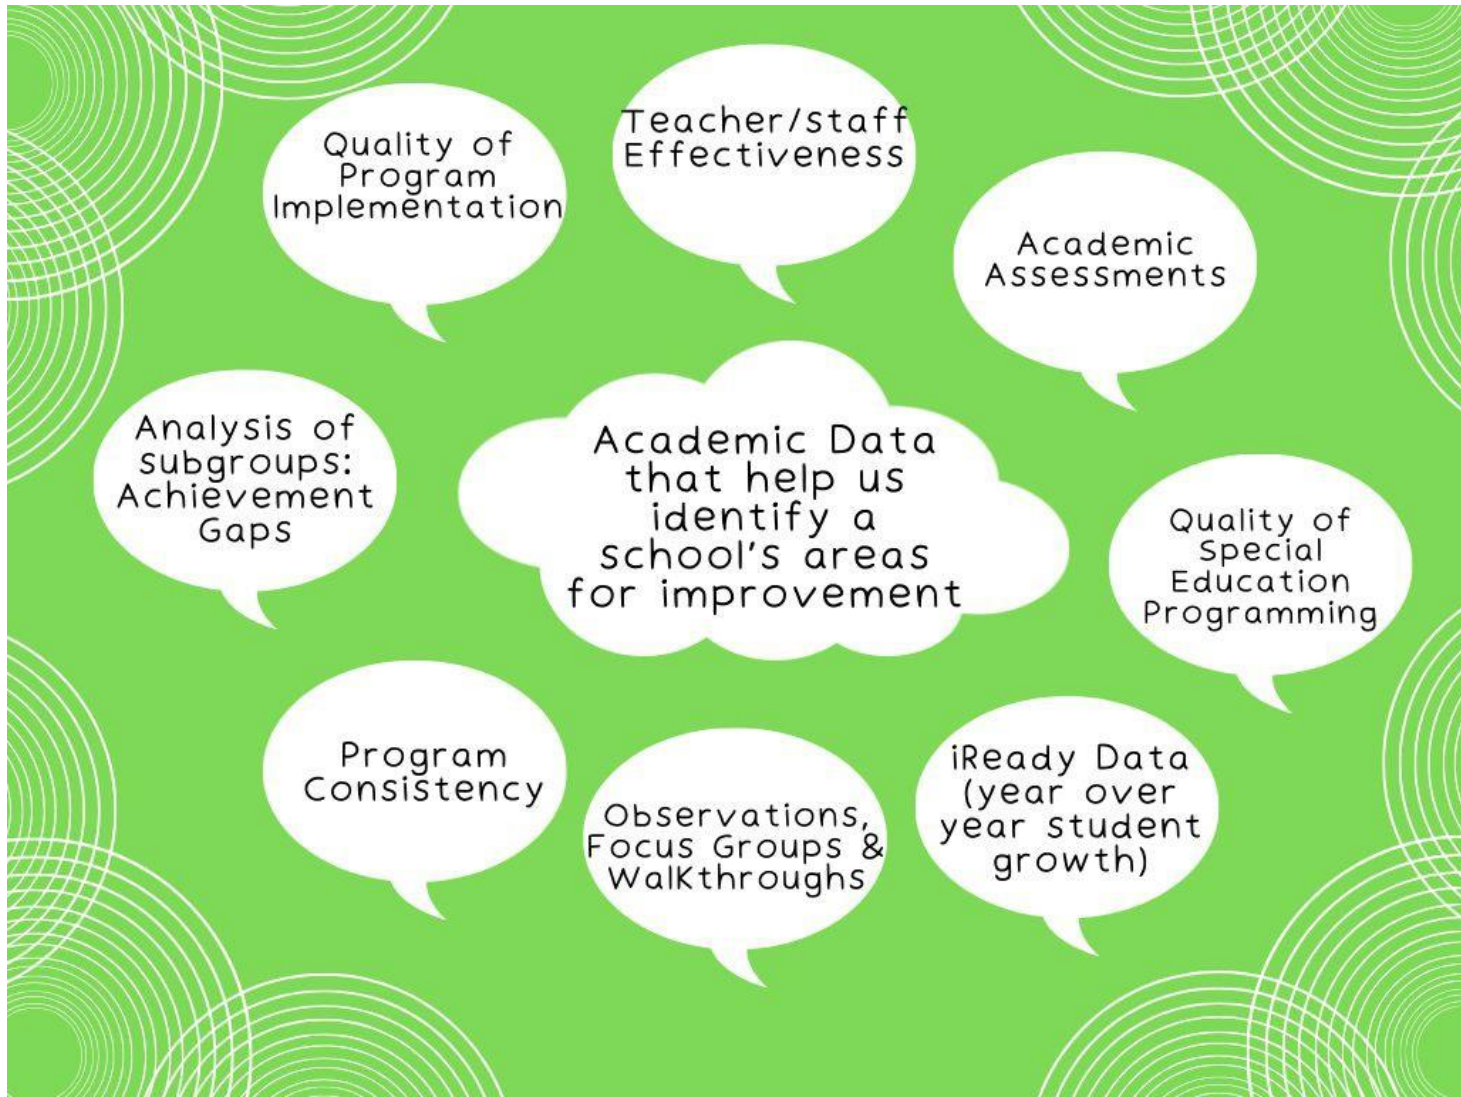 Quality of
Program
Implementation
Teacher/staff
Effectiveness
Academic
Assessments
Analysis of
subgroups:
Achievement
Gaps
Academic Data
that help us
identify a
school's areas
for improvement
Quality of
Special
Education
Programming
Program
Consistency
Observations,
Focus Groups &
Walkthroughs
iReady Data
(year over
year student
growth)